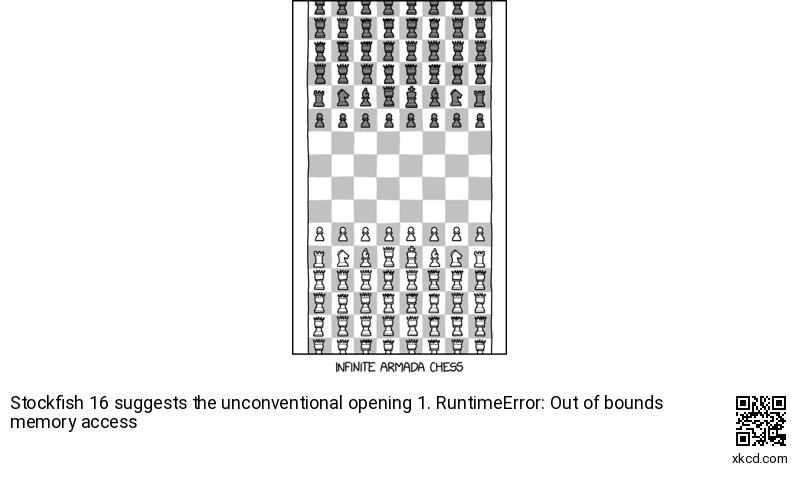 INFINITE ARMADA CHESS
Stockfish 16 suggests the unconventional opening 1. RuntimeError: Out of bounds
memory access
xkcd.com